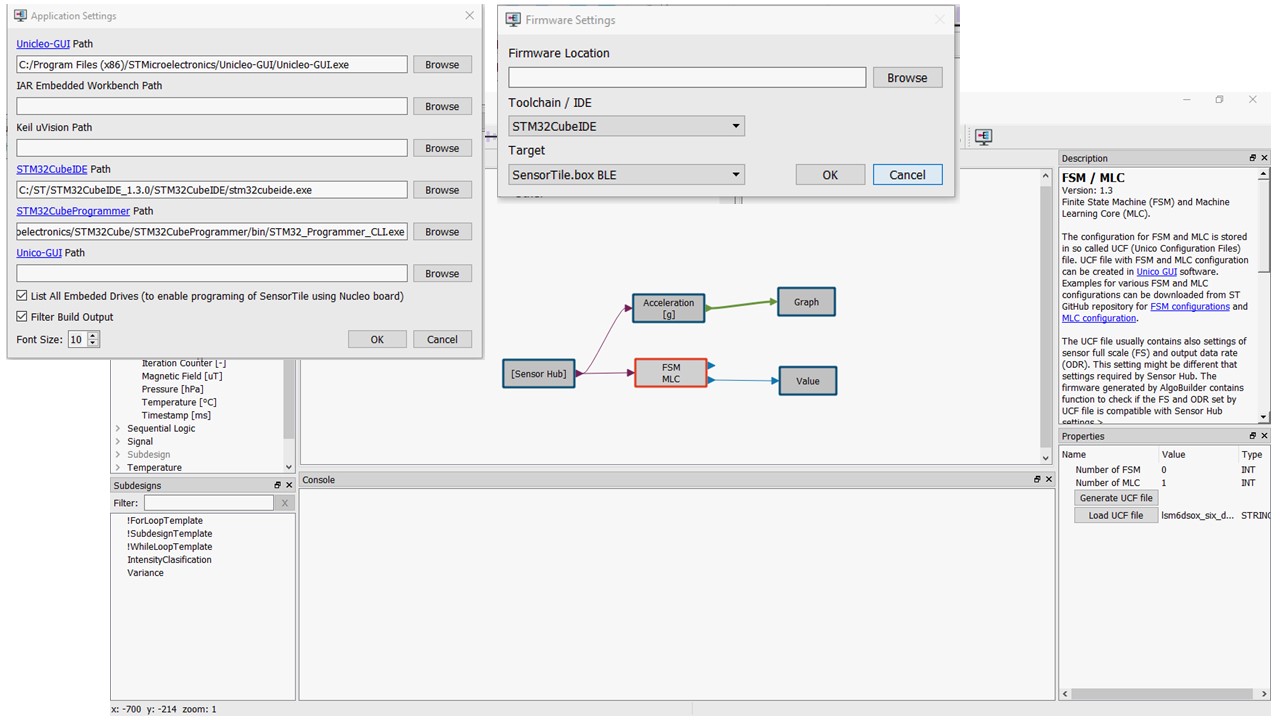 Application Settings
Unicleo-GUI Path
C:/Program Files (x86)/STMicroelectronics/Unicleo-GUI/Unicleo-GUI.exe
Browse
IAR Embedded Workbench Path
Browse
Keil uVision Path
Browse
STM32CubeIDE Path
C:/ST/STM32CubeIDE_1.3.0/STM32CubeIDE/stm32cubeide.exe
Browse
STM32CubeProgrammer Path
oelectronics/STM32Cube/STM32CubeProgrammer/bin/STM32_Programmer_CLI.exe
Browse
Unico-GUI Path
Browse
List All Embeded Drives (to enable programing of SensorTile using Nucleo board)
Filter Build Output
Font Size: 10
OK
Cancel
Firmware Settings
Firmware Location
Browse
Toolchain / IDE
STM32CubeIDE
Target
SensorTile.box BLE
OK
Cancel
Iteration Counter [-]
Magnetic Field [uT]
Pressure [hPa]
Temperature [°C]
Timestamp [ms]
Sequential Logic
Signal
Subdesign
Temperature
Subdesigns
Filter:
X
!ForLoopTemplate
!SubdesignTemplate
!WhileLoopTemplate
IntensityClasification
Variance
[Sensor Hub]
Acceleration
[g]
Graph
FSM
MLC
Value
Console
Description
FSM / MLC
Version: 1.3
Finite State Machine (FSM) and Machine
Learning Core (MLC).
The configuration for FSM and MLC is stored
in so called UCF (Unico Configuration Files)
file. UCF file with FSM and MLC configuration
can be created in Unico GUI software.
Examples for various FSM and MLC
configurations can be downloaded from ST
GitHub repository for FSM configurations and
MLC configuration.
The UCF file usually contains also settings of
sensor full scale (FS) and output data rate
(ODR). This setting might be different that
settings required by Sensor Hub. The
firmware generated by AlgoBuilder contains
function to check if the FS and ODR set by
UCF file is compatible with Sensor Hub
Properties
Name Value Type
Number of FSM 0 INT
Number of MLC 1 INT
Generate UCF file
Load UCF file lsm6dsox_six_d... STRING
x: -700 y: -214 zoom: 1